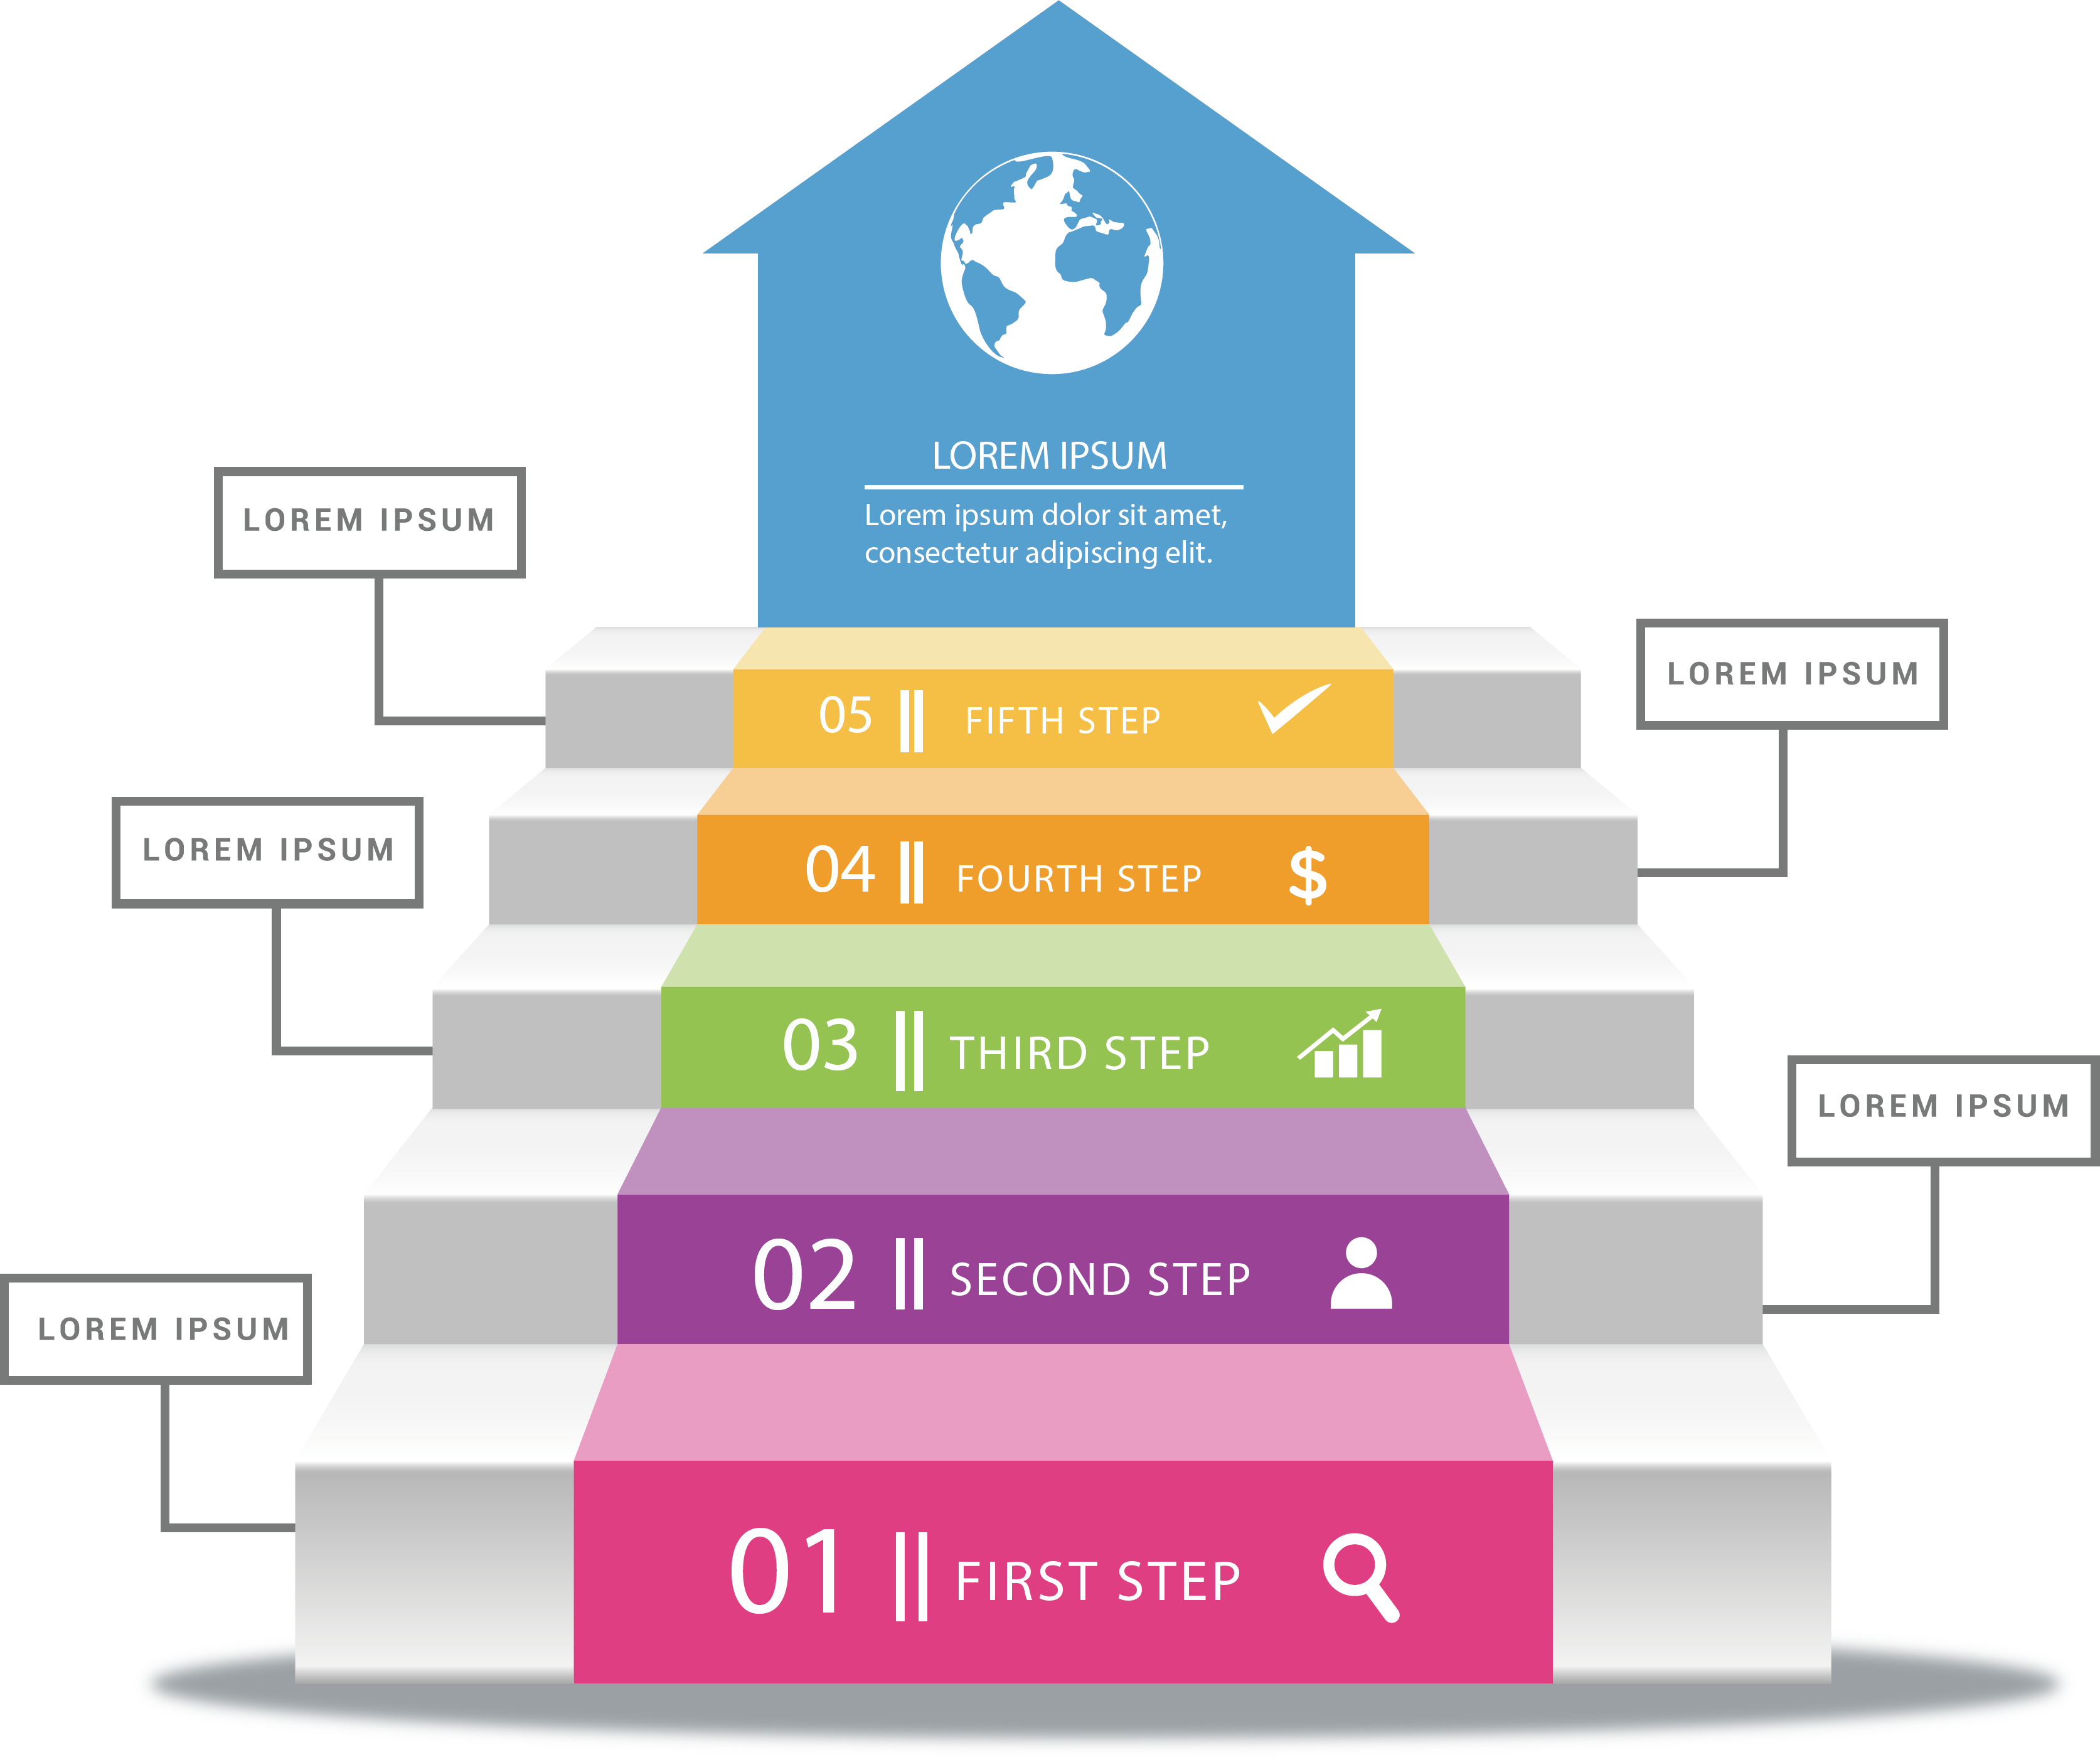 LOREM IPSUM
Lorem ipsum dolor sit amet,
consectetur adipiscing elit.
LOREM IPSUM
LOREM IPSUM
05 FIFTH STEP
LOREM IPSUM
04 FOURTH STEP
03 THIRD STEP
LOREM IPSUM
02 SECOND STEP
LOREM IPSUM
01 FIRST STEP